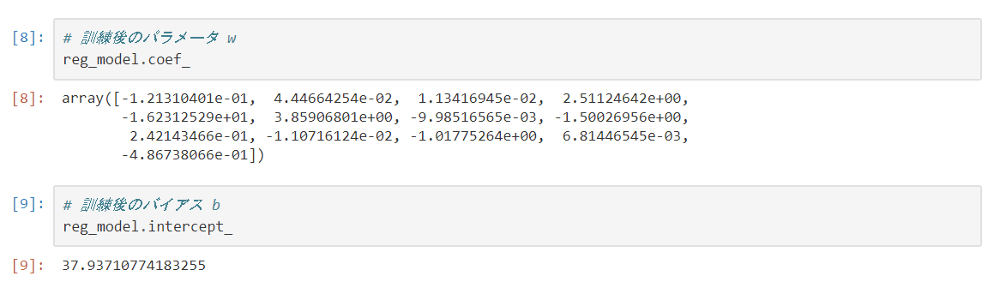 [8]: # 訓練後のパラメータ w
reg_model.coef_
[8]: array([-1.21310401e-01, 4.44664254e-02, 1.13416945e-02, 2.51124642e+00,
-1.62312529e+01, 3.85906801e+00, -9.98516565e-03, -1.50026956e+00,
2.42143466e-01, -1.10716124e-02, -1.01775264e+00, 6.81446545e-03,
-4.86738066e-01])
[9]: # 訓練後のバイアス b
reg_model.intercept_
[9]: 37.93710774183255